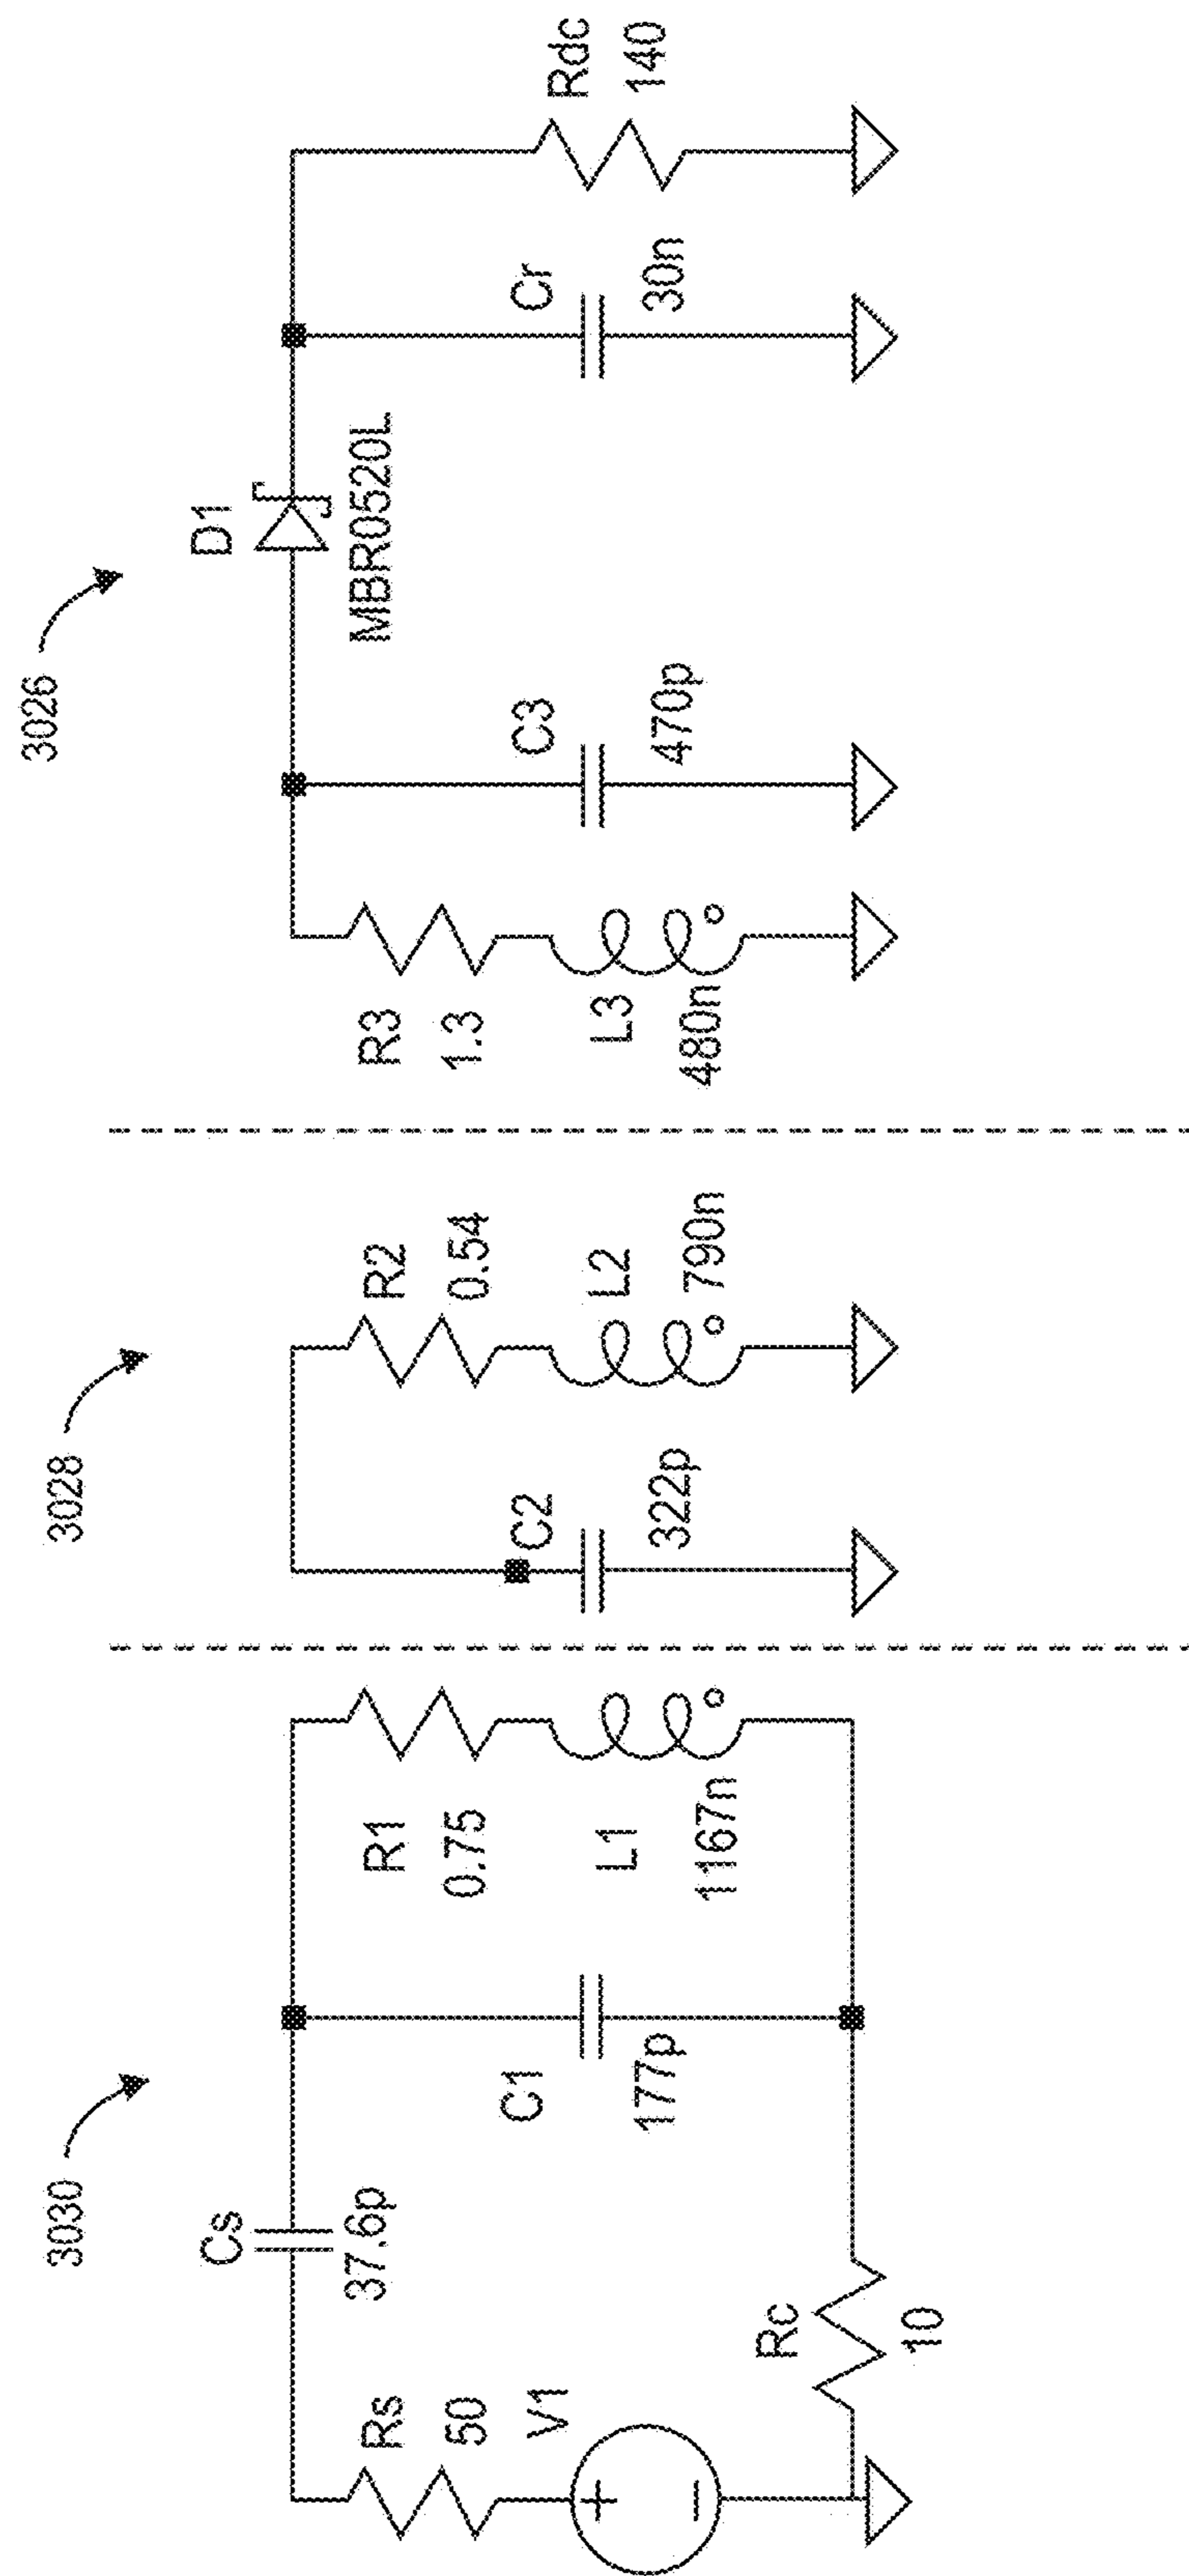 3030
Cs
37.6p
Rs
50
V1
Rc
10
C1
177p
R1
0.75
L1
1167n
3028
C2
322p
R2
0.54
L2
790n
3026
R3
1.3
L3
480n
C3
470p
D1
MBR0520L
Cr
30n
Rdc
140